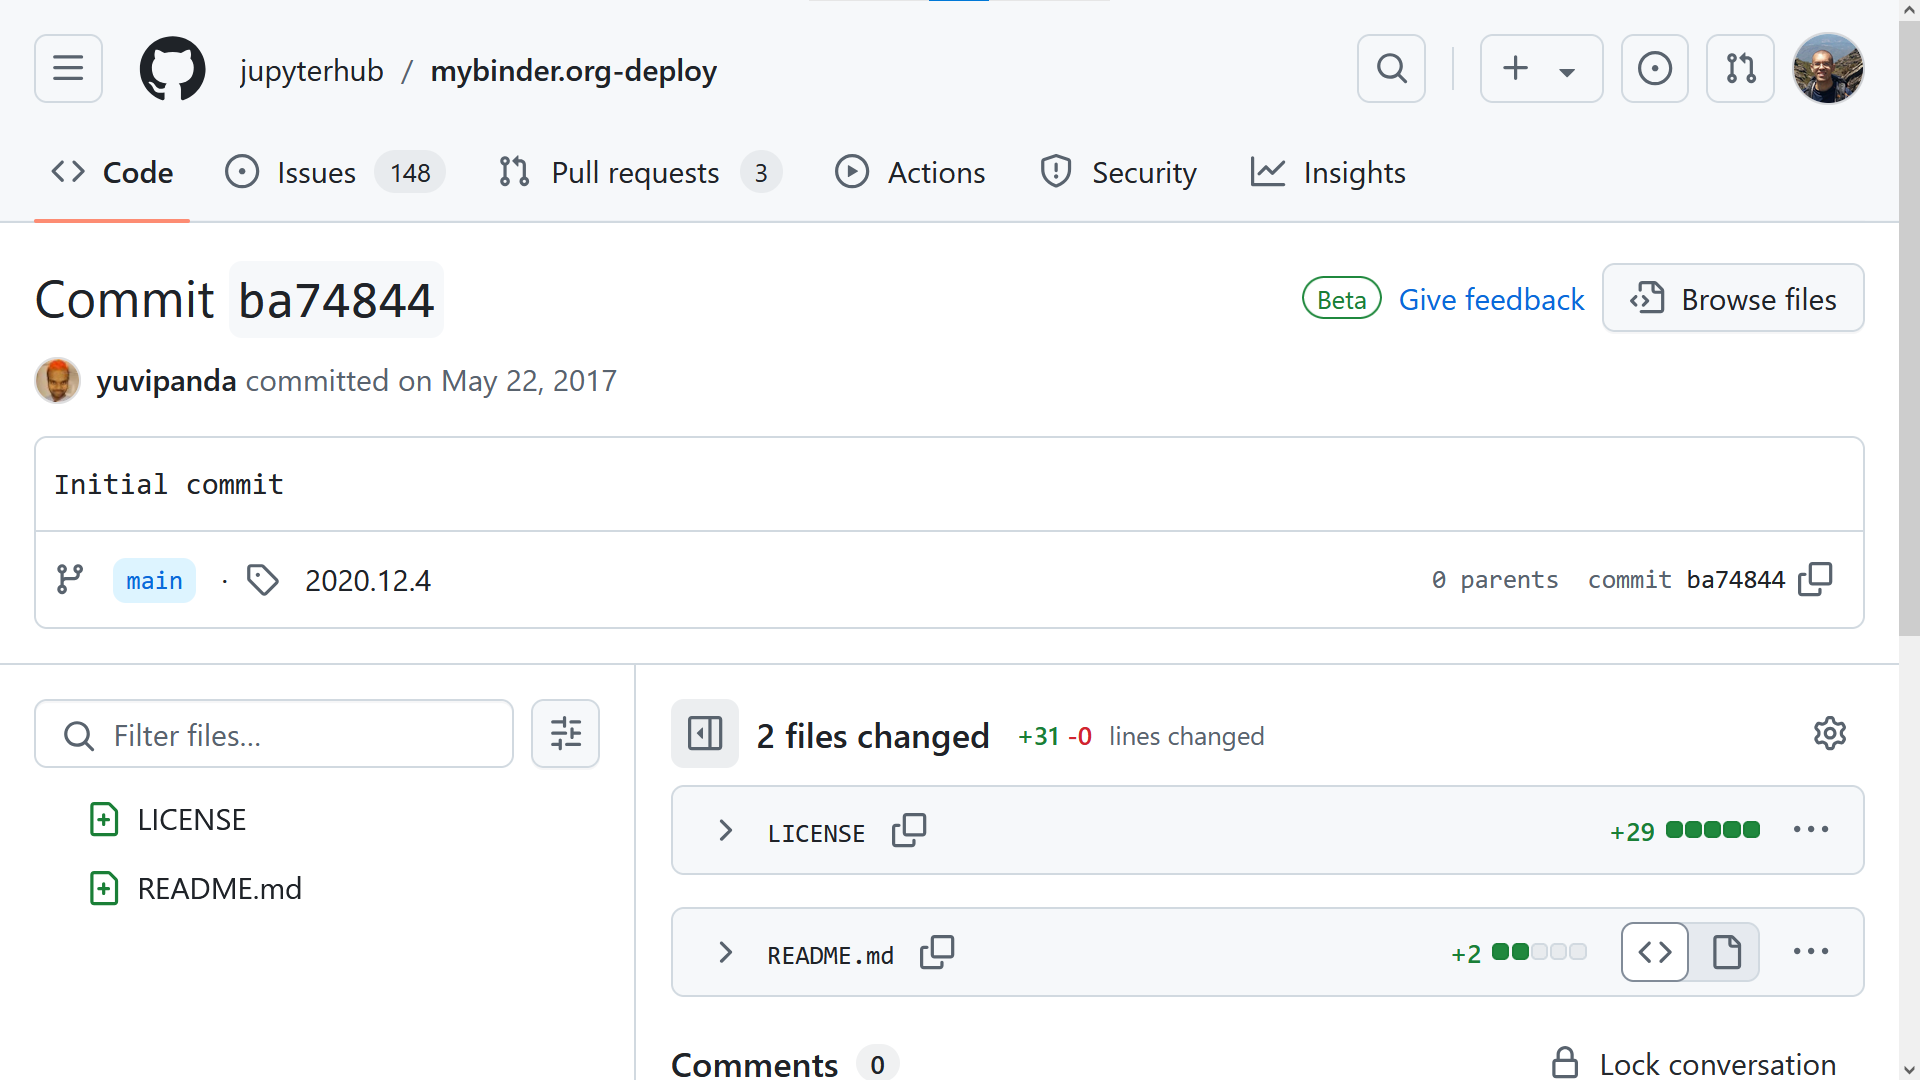 jupyterhub / mybinder.org-deploy
Code Issues 148 Pull requests 3 Actions Security Insights
Commit ba74844 Beta Give feedback Browse files
yuvipanda committed on May 22, 2017
Initial commit
main · 2020.12.4 0 parents commit ba74844
Filter files... 2 files changed +31 -0 lines changed
LICENSE
README.md
LICENSE +29
README.md +2
Comments 0 Lock conversation